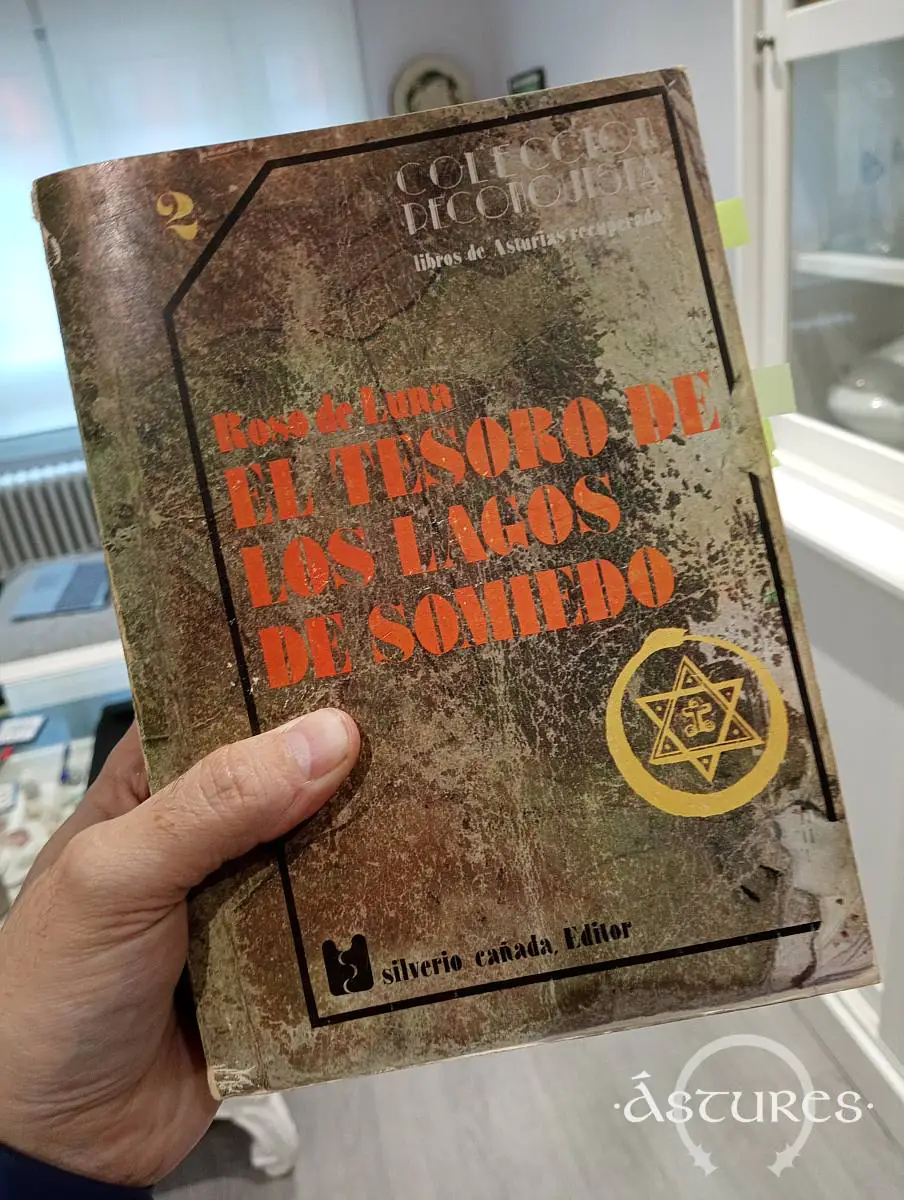 2
COLECCION
RECONQUISTA
libros de Asturias recuperados
Roso de Luna
EL TESORO DE
LOS LAGOS
DE SOMIEDO
silverio cañada, Editor
·ÁSTURES·